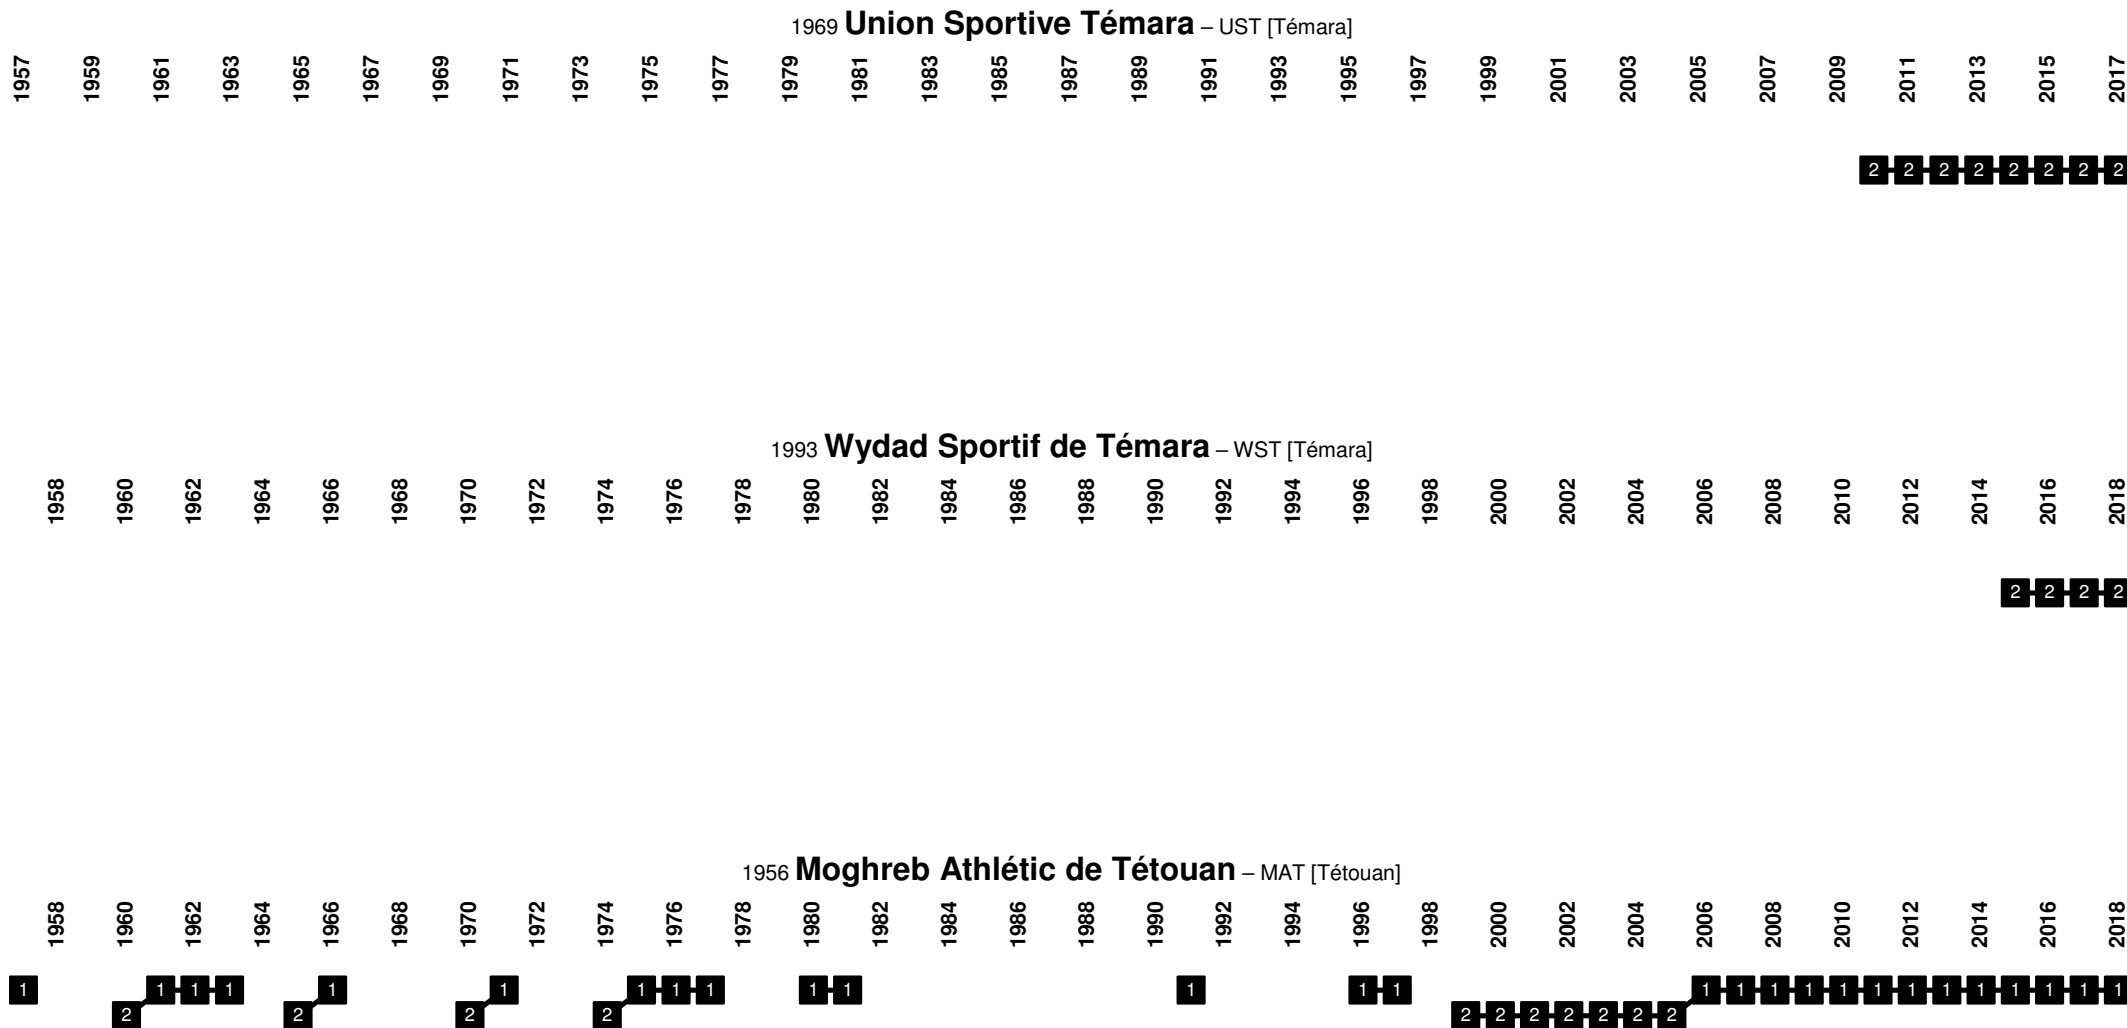 1969 Union Sportive Témara – UST [Témara]
1957 1959 1961 1963 1965 1967 1969 1971 1973 1975 1977 1979 1981 1983 1985 1987 1989 1991 1993 1995 1997 1999 2001 2003 2005 2007 2009 2011 2013 2015 2017
2 2 2 2 2 2 2 2
1993 Wydad Sportif de Témara – WST [Témara]
1958 1960 1962 1964 1966 1968 1970 1972 1974 1976 1978 1980 1982 1984 1986 1988 1990 1992 1994 1996 1998 2000 2002 2004 2006 2008 2010 2012 2014 2016 2018
2 2 2 2
1956 Moghreb Athlétic de Tétouan – MAT [Tétouan]
1958 1960 1962 1964 1966 1968 1970 1972 1974 1976 1978 1980 1982 1984 1986 1988 1990 1992 1994 1996 1998 2000 2002 2004 2006 2008 2010 2012 2014 2016 2018
1 1 1 1 1 1 1 1 1 1 1 1 1 1 1 1 1 1 1 1 1 1 1 1 1 1 1
2 2 2 2 2 2 2 2 2 2 2